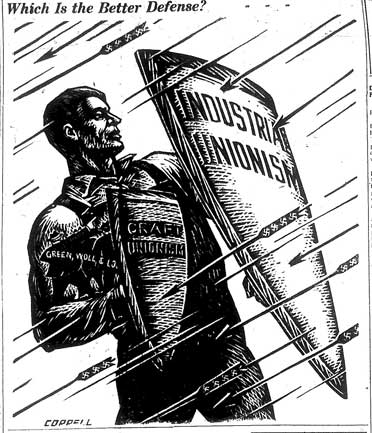 Which Is the Better Defense?
INDUSTRIAL
UNIONISM
CRAFT
UNIONISM
GREEN, WOLL & CO.
COPPELL